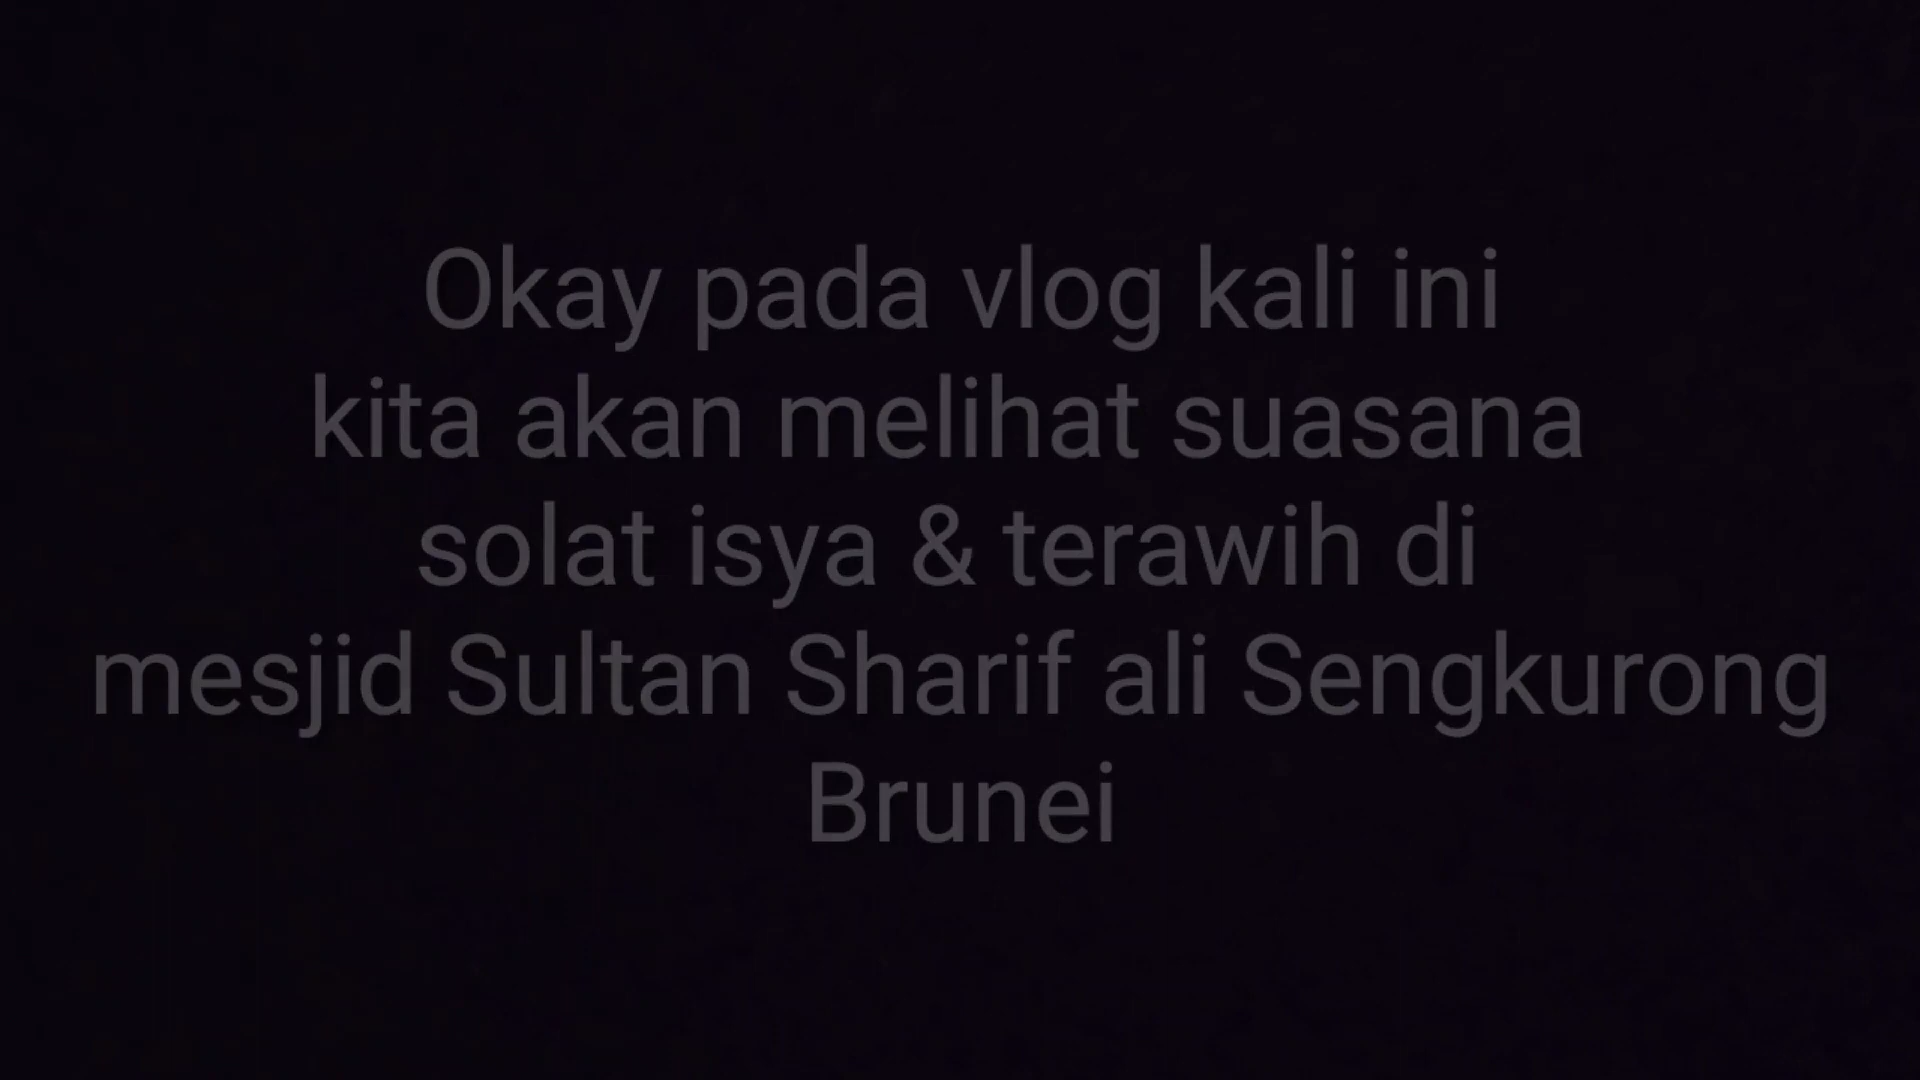 Okay pada vlog kali ini
kita akan melihat suasana
solat isya & terawih di
mesjid Sultan Sharif ali Sengkurong
Brunei